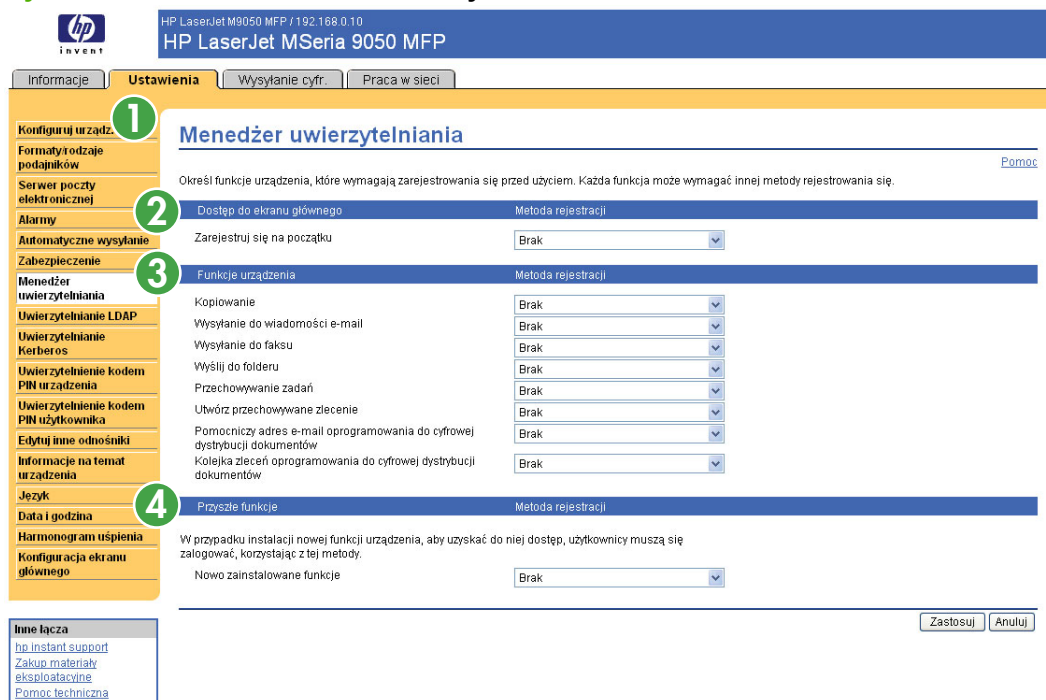 hp
invent
HP LaserJet M9050 MFP / 192.168.0.10
HP LaserJet MSeria 9050 MFP
Informacje
Ustawienia
Wysyłanie cyfr.
Praca w sieci
1
Konfiguruj urządz.
Formaty/rodzaje
podajników
Serwer poczty
elektronicznej
Alarmy
Automatyczne wysyłanie
Zabezpieczenie
Menedżer
uwierzytelniania
Uwierzytelnianie LDAP
Uwierzytelnianie
Kerberos
Uwierzytelnienie kodem
PIN urządzenia
Uwierzytelnienie kodem
PIN użytkownika
Edytuj inne odnośniki
Informacje na temat
urządzenia
Język
Data i godzina
Harmonogram uśpienia
Konfiguracja ekranu
głównego
Inne łącza
hp instant support
Zakup materiały
eksploatacyjne
Pomoc techniczna
Menedżer uwierzytelniania
Pomoc
Określ funkcje urządzenia, które wymagają zarejestrowania się przed użyciem. Każda funkcja może wymagać innej metody rejestrowania się.
2
Dostęp do ekranu głównego Metoda rejestracji
Zarejestruj się na początku Brak
3
Funkcje urządzenia Metoda rejestracji
Kopiowanie Brak
Wysyłanie do wiadomości e-mail Brak
Wysyłanie do faksu Brak
Wyślij do folderu Brak
Przechowywanie zadań Brak
Utwórz przechowywane zlecenie Brak
Pomocniczy adres e-mail oprogramowania do cyfrowej Brak
dystrybucji dokumentów
Kolejka zleceń oprogramowania do cyfrowej dystrybucji Brak
dokumentów
4
Przyszłe funkcje Metoda rejestracji
W przypadku instalacji nowej funkcji urządzenia, aby uzyskać do niej dostęp, użytkownicy muszą się
zalogować, korzystając z tej metody.
Nowo zainstalowane funkcje Brak
Zastosuj Anuluj